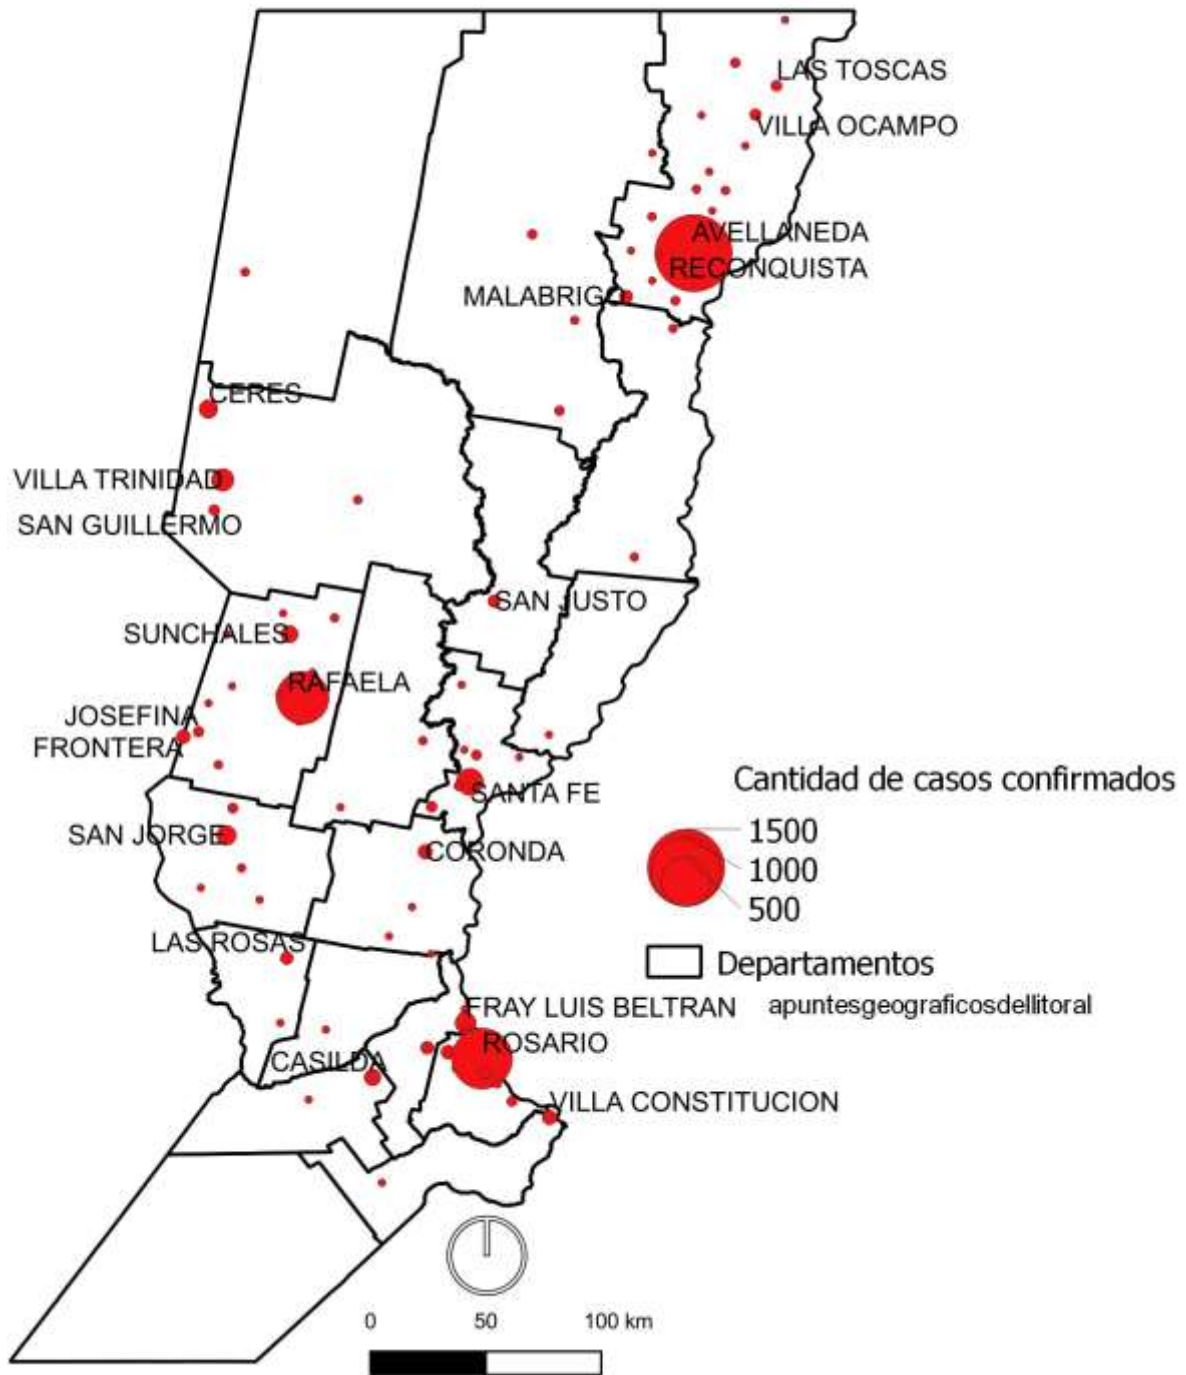 LAS TOSCAS
VILLA OCAMPO
AVELLANEDA
RECONQUISTA
MALABRIGO
CERES
VILLA TRINIDAD
SAN GUILLERMO
SAN JUSTO
SUNCHALES
RAFAELA
JOSEFINA
FRONTERA
SANTA FE
SAN JORGE
CORONDA
LAS ROSAS
FRAY LUIS BELTRAN
ROSARIO
CASILDA
VILLA CONSTITUCION
Cantidad de casos confirmados
1500
1000
500
Departamentos
apuntesgeograficosdellitoral
0 50 100 km